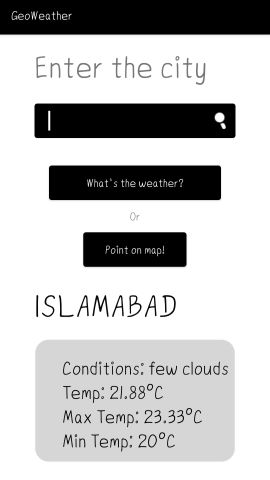 GeoWeather
Enter the city
What's the weather?
Or
Point on map!
ISLAMABAD
Conditions: few clouds
Temp: 21.88°C
Max Temp: 23.33°C
Min Temp: 20°C